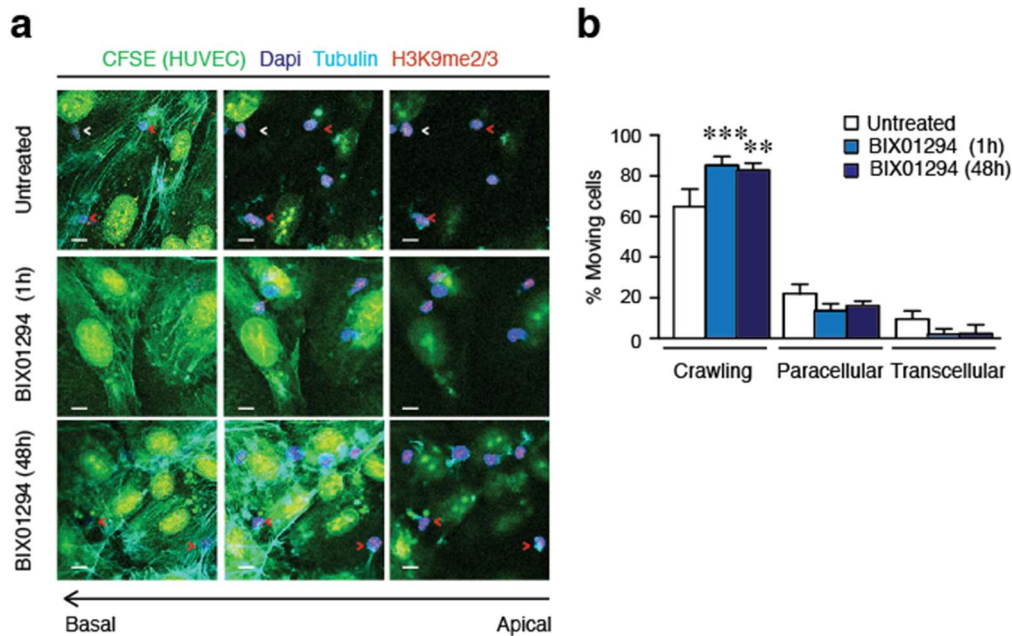 a
CFSE (HUVEC) Dapi Tubulin H3K9me2/3
Untreated
BIX01294 (1h)
BIX01294 (48h)
Basal Apical
b
% Moving cells
100
80
60
40
20
0
***
**
Untreated
BIX01294 (1h)
BIX01294 (48h)
Crawling Paracellular Transcellular